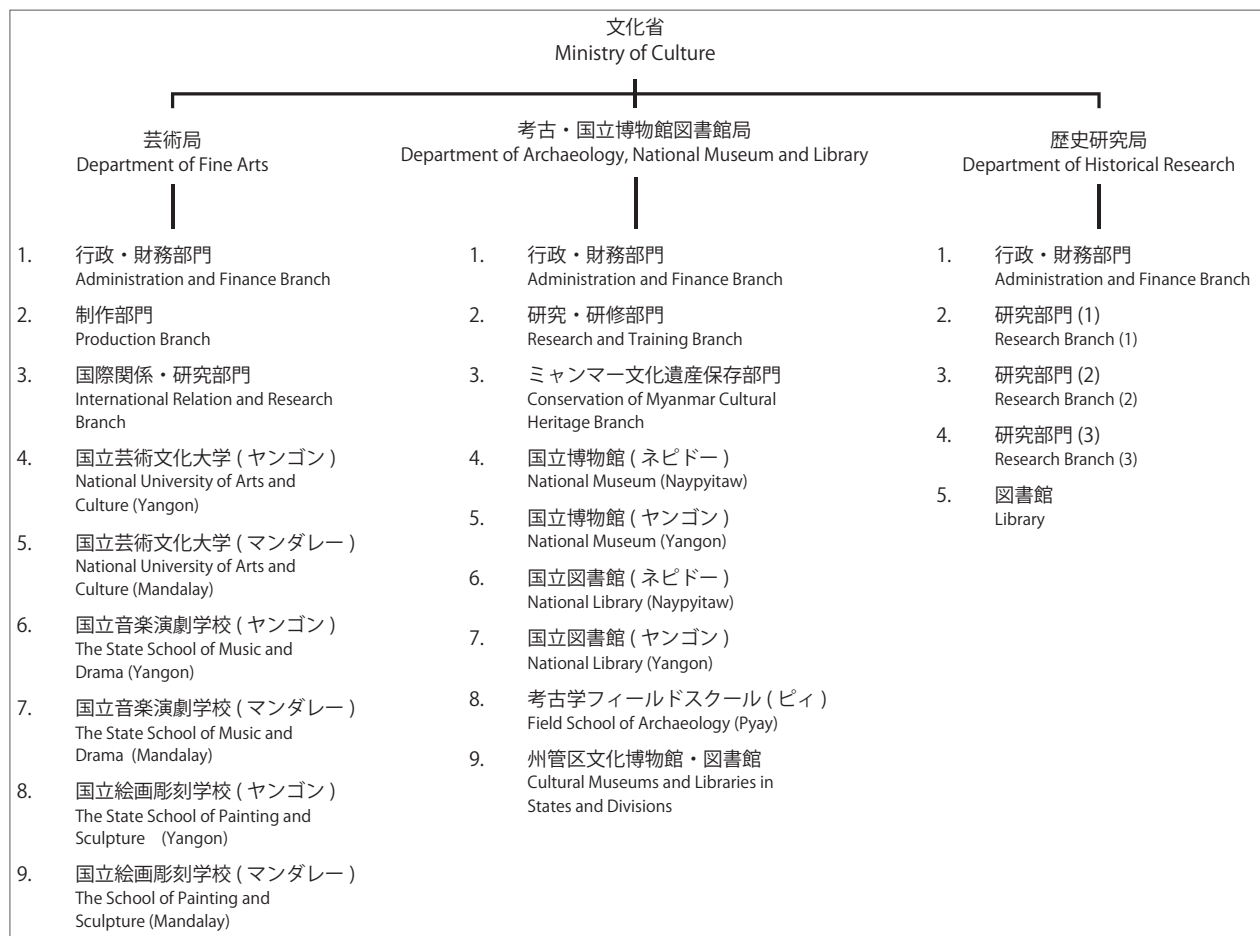 文化省
Ministry of Culture
芸術局
Department of Fine Arts
1. 行政・財務部門
Administration and Finance Branch
2. 制作部門
Production Branch
3. 国際関係・研究部門
International Relation and Research
Branch
4. 国立芸術文化大学 ( ヤンゴン )
National University of Arts and
Culture (Yangon)
5. 国立芸術文化大学 ( マンダレー )
National University of Arts and
Culture (Mandalay)
6. 国立音楽演劇学校 ( ヤンゴン )
The State School of Music and
Drama (Yangon)
7. 国立音楽演劇学校 ( マンダレー )
The State School of Music and
Drama (Mandalay)
8. 国立絵画彫刻学校 ( ヤンゴン )
The State School of Painting and
Sculpture (Yangon)
9. 国立絵画彫刻学校 ( マンダレー )
The School of Painting and
Sculpture (Mandalay)
考古・国立博物館図書館局
Department of Archaeology, National Museum and Library
1. 行政・財務部門
Administration and Finance Branch
2. 研究・研修部門
Research and Training Branch
3. ミャンマー文化遺産保存部門
Conservation of Myanmar Cultural
Heritage Branch
4. 国立博物館 ( ネピドー )
National Museum (Naypyitaw)
5. 国立博物館 ( ヤンゴン )
National Museum (Yangon)
6. 国立図書館 ( ネピドー )
National Library (Naypyitaw)
7. 国立図書館 ( ヤンゴン )
National Library (Yangon)
8. 考古学フィールドスクール ( ピィ )
Field School of Archaeology (Pyay)
9. 州管区文化博物館・図書館
Cultural Museums and Libraries in
States and Divisions
歴史研究局
Department of Historical Research
1. 行政・財務部門
Administration and Finance Branch
2. 研究部門 (1)
Research Branch (1)
3. 研究部門 (2)
Research Branch (2)
4. 研究部門 (3)
Research Branch (3)
5. 図書館
Library